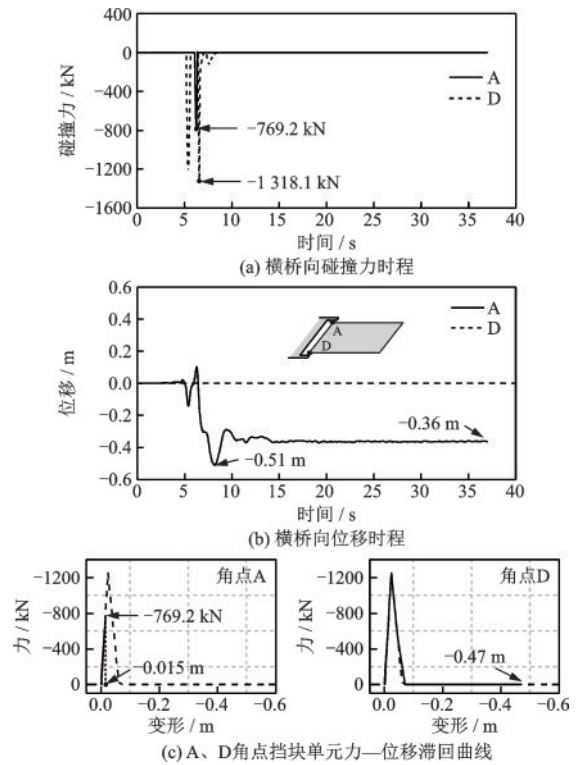 400
0
−400
−800
−1200
−1600
碰撞力 / kN
A
D
−769.2 kN
−1 318.1 kN
0 5 10 15 20 25 30 35 40
时间 / s
(a) 横桥向碰撞力时程
0.6
0.4
0.2
0.0
−0.2
−0.4
−0.6
位移 / m
A
D
A
D
−0.36 m
−0.51 m
0 5 10 15 20 25 30 35 40
时间 / s
(b) 横桥向位移时程
−1200
−800
−400
0
力 / kN
角点A
−769.2 kN
−0.015 m
0.0 −0.2 −0.4 −0.6
变形 / m
−1200
−800
−400
0
力 / kN
角点D
−0.47 m
0.0 −0.2 −0.4 −0.6
变形 / m
(c) A、D角点挡块单元力—位移滞回曲线